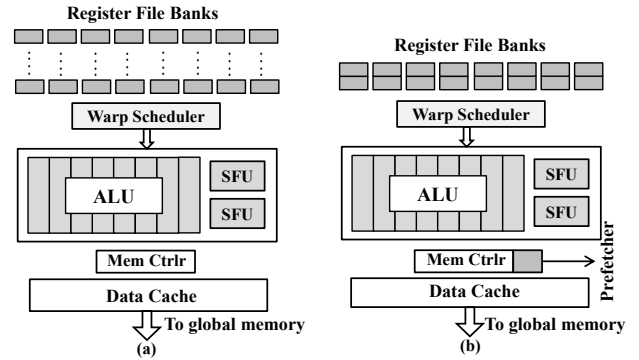 Register File Banks
Warp Scheduler
ALU
SFU
SFU
Mem Ctrlr
Data Cache
To global memory
(a)
Register File Banks
Warp Scheduler
ALU
SFU
SFU
Mem Ctrlr
Prefetcher
Data Cache
To global memory
(b)